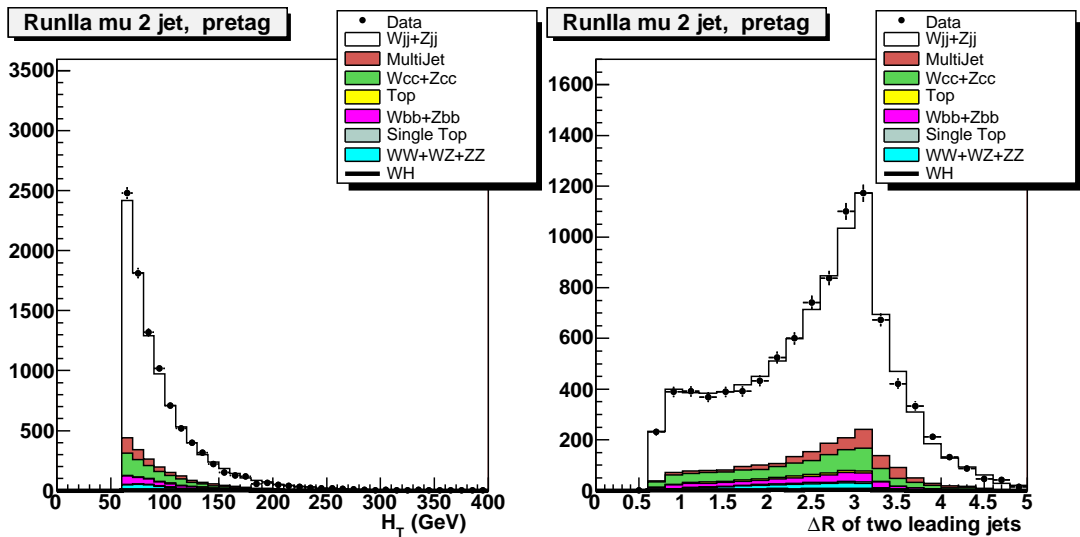 RunIIa mu 2 jet, pretag
Data
Wjj+Zjj
MultiJet
Wcc+Zcc
Top
Wbb+Zbb
Single Top
WW+WZ+ZZ
WH
3500
3000
2500
2000
1500
1000
500
0
0 50 100 150 200 250 300 350 400
H_T (GeV)
RunIIa mu 2 jet, pretag
Data
Wjj+Zjj
MultiJet
Wcc+Zcc
Top
Wbb+Zbb
Single Top
WW+WZ+ZZ
WH
1600
1400
1200
1000
800
600
400
200
0
0 0.5 1 1.5 2 2.5 3 3.5 4 4.5 5
ΔR of two leading jets